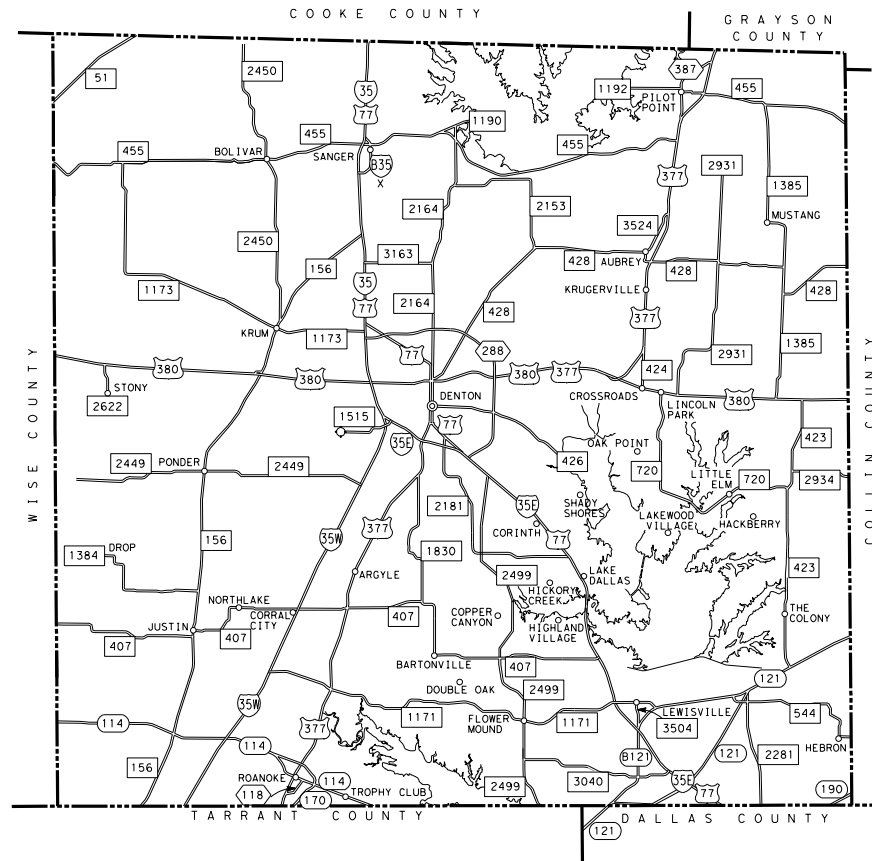 COOKE COUNTY
GRAYSON
COUNTY
51
2450
35
77
387
1192
PILOT
POINT
455
1190
455
BOLIVAR
SANGER
455
B35
X
455
377
2931
1385
2164
2153
3524
MUSTANG
2450
156
3163
428
AUBREY
428
1173
35
77
2164
428
KRUGERVILLE
377
428
KRUM
1173
77
288
2931
1385
WISE COUNTY
COLLIN COUNTY
380
380
380
377
424
380
STONY
2622
CROSSROADS
LINCOLN
PARK
1515
DENTON
77
35E
OAK POINT
423
2449
PONDER
2449
426
720
LITTLE
ELM
720
2934
2181
35E
SHADY
SHORES
LAKEWOOD
VILLAGE
HACKBERRY
156
35W
377
CORINTH
77
1384
DROP
1830
ARGYLE
2499
LAKE
DALLAS
423
HICKORY
CREEK
NORTHLAKE
CORRAL
CITY
407
COPPER
CANYON
THE
COLONY
JUSTIN
407
HIGHLAND
VILLAGE
BARTONVILLE
407
121
DOUBLE OAK
2499
35W
377
1171
FLOWER
MOUND
1171
LEWISVILLE
3504
544
HEBRON
114
114
156
B121
121
2281
ROANOKE
114
118
170
TROPHY CLUB
2499
3040
35E
77
190
TARRANT COUNTY
DALLAS COUNTY
121